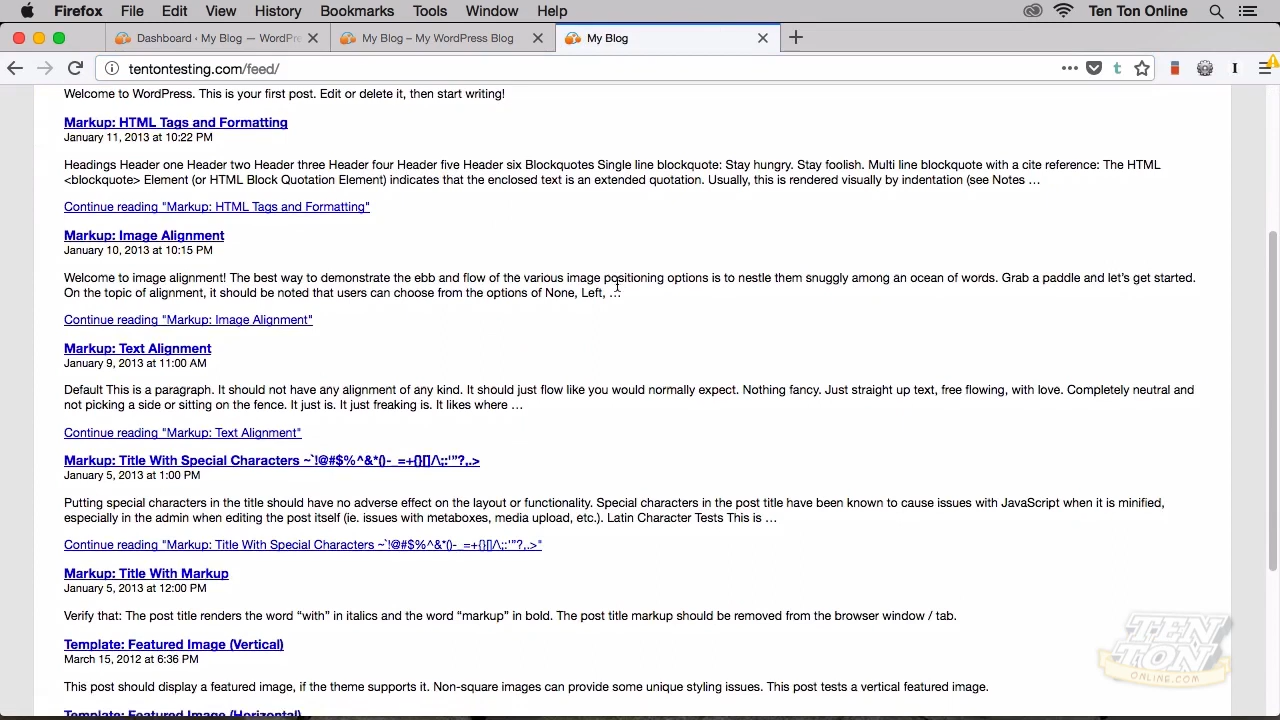 Firefox File Edit View History Bookmarks Tools Window Help Ten Ton Online
Dashboard ‹ My Blog — WordPre My Blog – My WordPress Blog My Blog
tentontesting.com/feed/
Welcome to WordPress. This is your first post. Edit or delete it, then start writing!
Markup: HTML Tags and Formatting
January 11, 2013 at 10:22 PM
Headings Header one Header two Header three Header four Header five Header six Blockquotes Single line blockquote: Stay hungry. Stay foolish. Multi line blockquote with a cite reference: The HTML
<blockquote> Element (or HTML Block Quotation Element) indicates that the enclosed text is an extended quotation. Usually, this is rendered visually by indentation (see Notes …
Continue reading "Markup: HTML Tags and Formatting"
Markup: Image Alignment
January 10, 2013 at 10:15 PM
Welcome to image alignment! The best way to demonstrate the ebb and flow of the various image positioning options is to nestle them snuggly among an ocean of words. Grab a paddle and let’s get started.
On the topic of alignment, it should be noted that users can choose from the options of None, Left, …
Continue reading "Markup: Image Alignment"
Markup: Text Alignment
January 9, 2013 at 11:00 AM
Default This is a paragraph. It should not have any alignment of any kind. It should just flow like you would normally expect. Nothing fancy. Just straight up text, free flowing, with love. Completely neutral and
not picking a side or sitting on the fence. It just is. It just freaking is. It likes where …
Continue reading "Markup: Text Alignment"
Markup: Title With Special Characters ~`!@#$%^&*()-_=+{}[]/\;:'"?,.>
January 5, 2013 at 1:00 PM
Putting special characters in the title should have no adverse effect on the layout or functionality. Special characters in the post title have been known to cause issues with JavaScript when it is minified,
especially in the admin when editing the post itself (ie. issues with metaboxes, media upload, etc.). Latin Character Tests This is …
Continue reading "Markup: Title With Special Characters ~`!@#$%^&*()-_=+{}[]/\;:'"?,.>"
Markup: Title With Markup
January 5, 2013 at 12:00 PM
Verify that: The post title renders the word “with” in italics and the word “markup” in bold. The post title markup should be removed from the browser window / tab.
Template: Featured Image (Vertical)
March 15, 2012 at 6:36 PM
This post should display a featured image, if the theme supports it. Non-square images can provide some unique styling issues. This post tests a vertical featured image.
Template: Featured Image (Horizontal)
TEN
TON
ONLINE.COM